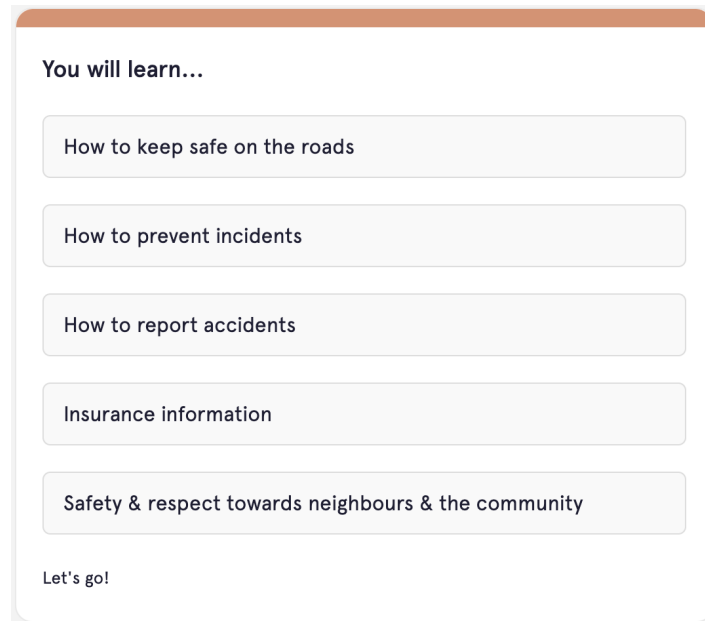 You will learn...
How to keep safe on the roads
How to prevent incidents
How to report accidents
Insurance information
Safety & respect towards neighbours & the community
Let's go!